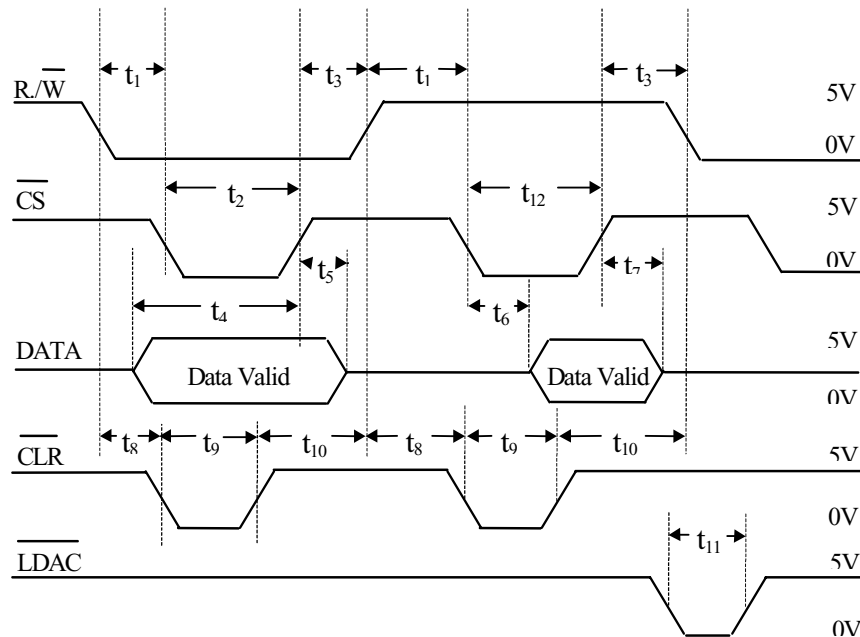 t1 t3 t1 t3
R./W 5V
0V
t2 t12
CS 5V
0V
t5 t7
t4 t6
DATA 5V
Data Valid Data Valid
0V
t8 t9 t10 t8 t9 t10
CLR 5V
0V
t11
LDAC 5V
0V